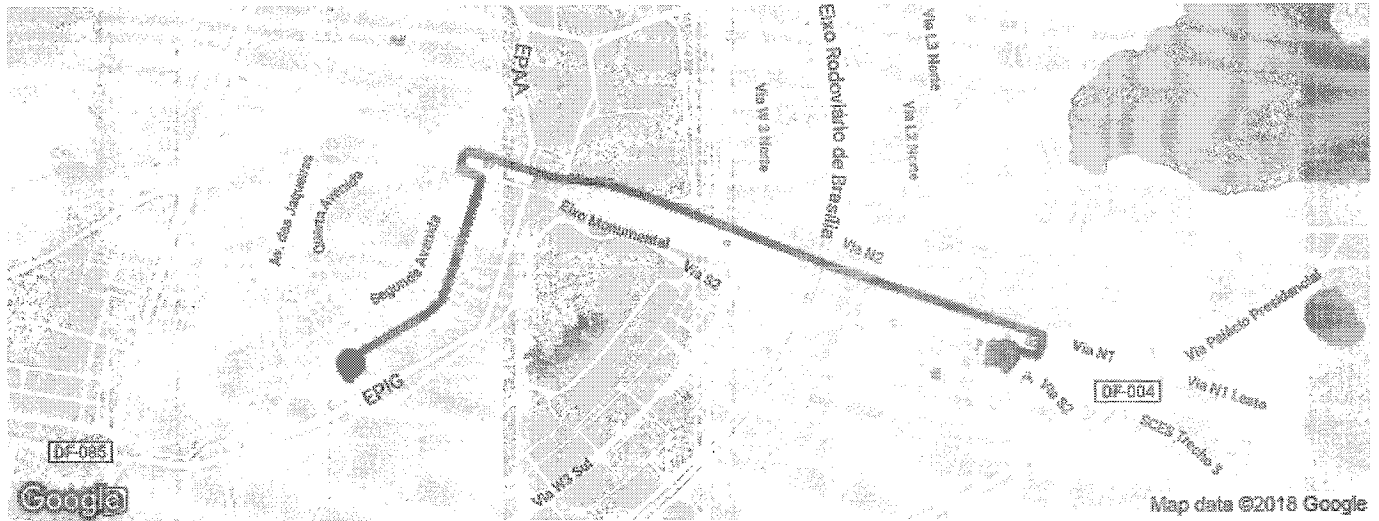 EPAA
Eixo Rodoviário de Brasília
Via L3 Norte
Via W 3 Norte
Via L2 Norte
Av. das Jaqueiras
Quarta Avenida
Segunda Avenida
Eixo Monumental
Via S2
Via N2
EPIG
Via N1
Via Palácio Presidencial
Via S2
DF-004
Via N1 Leste
SCES Trecho 2
DF-085
Via W3 Sul
Google
Map data ©2018 Google